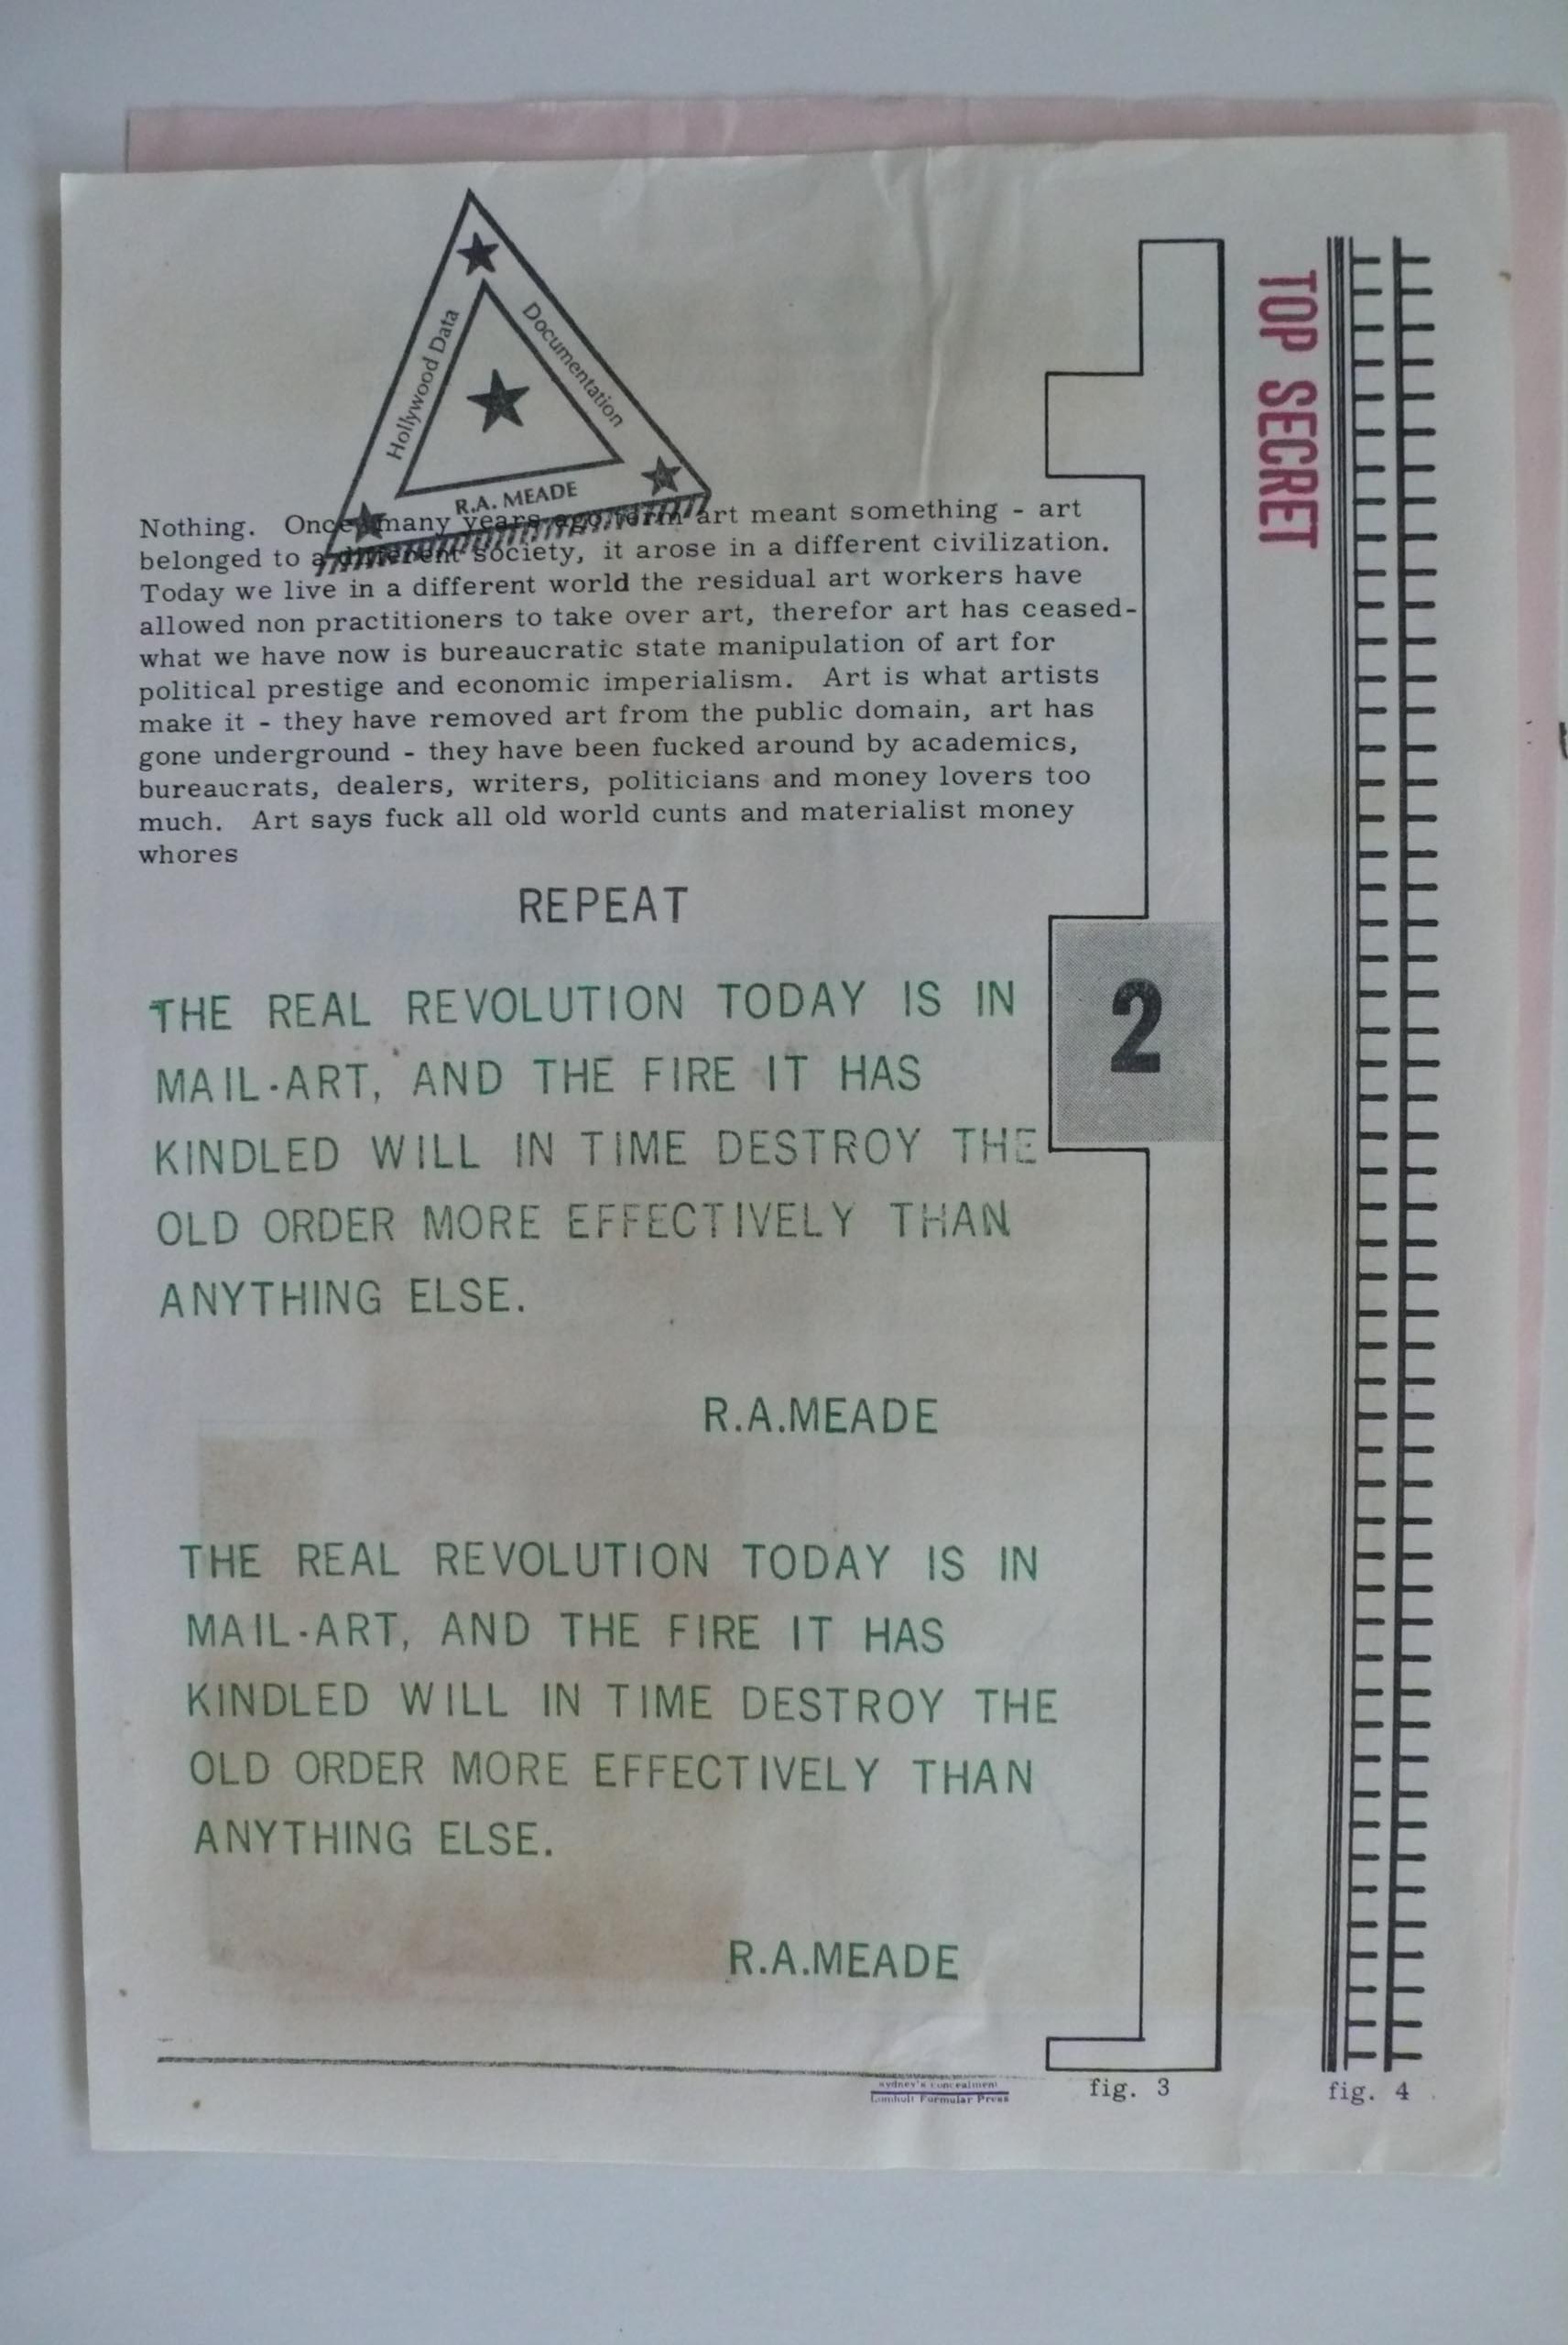 Hollywood Data
Documentation
R.A. MEADE
TOP SECRET
Nothing. Once many years ago term art meant something - art
belonged to a different society, it arose in a different civilization.
Today we live in a different world the residual art workers have
allowed non practitioners to take over art, therefor art has ceased-
what we have now is bureaucratic state manipulation of art for
political prestige and economic imperialism. Art is what artists
make it - they have removed art from the public domain, art has
gone underground - they have been fucked around by academics,
bureaucrats, dealers, writers, politicians and money lovers too
much. Art says fuck all old world cunts and materialist money
whores
REPEAT
THE REAL REVOLUTION TODAY IS IN
MAIL-ART, AND THE FIRE IT HAS
KINDLED WILL IN TIME DESTROY THE
OLD ORDER MORE EFFECTIVELY THAN
ANYTHING ELSE.
R.A.MEADE
2
THE REAL REVOLUTION TODAY IS IN
MAIL-ART, AND THE FIRE IT HAS
KINDLED WILL IN TIME DESTROY THE
OLD ORDER MORE EFFECTIVELY THAN
ANYTHING ELSE.
R.A.MEADE
sydney's concealment
Lomholt Formular Press
fig. 3
fig. 4